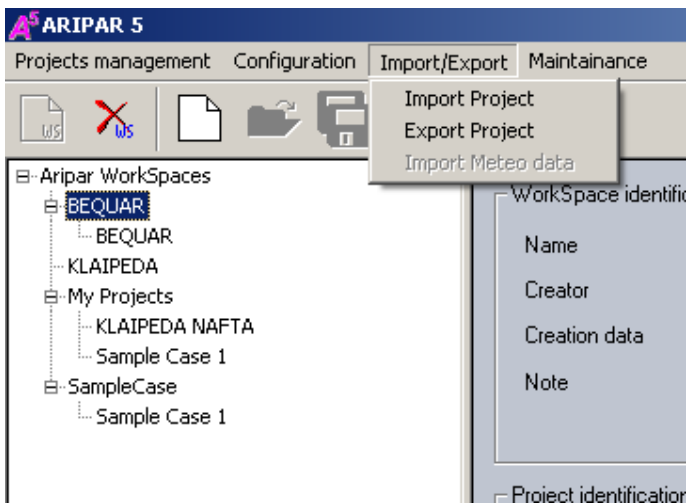 A5 ARIPAR 5
Projects management Configuration Import/Export Maintainance
Import Project
Export Project
Import Meteo data
WS
WS
Aripar WorkSpaces
BEQUAR
BEQUAR
KLAIPEDA
My Projects
KLAIPEDA NAFTA
Sample Case 1
SampleCase
Sample Case 1
WorkSpace
Name
Creator
Creation data
Note
Project identification